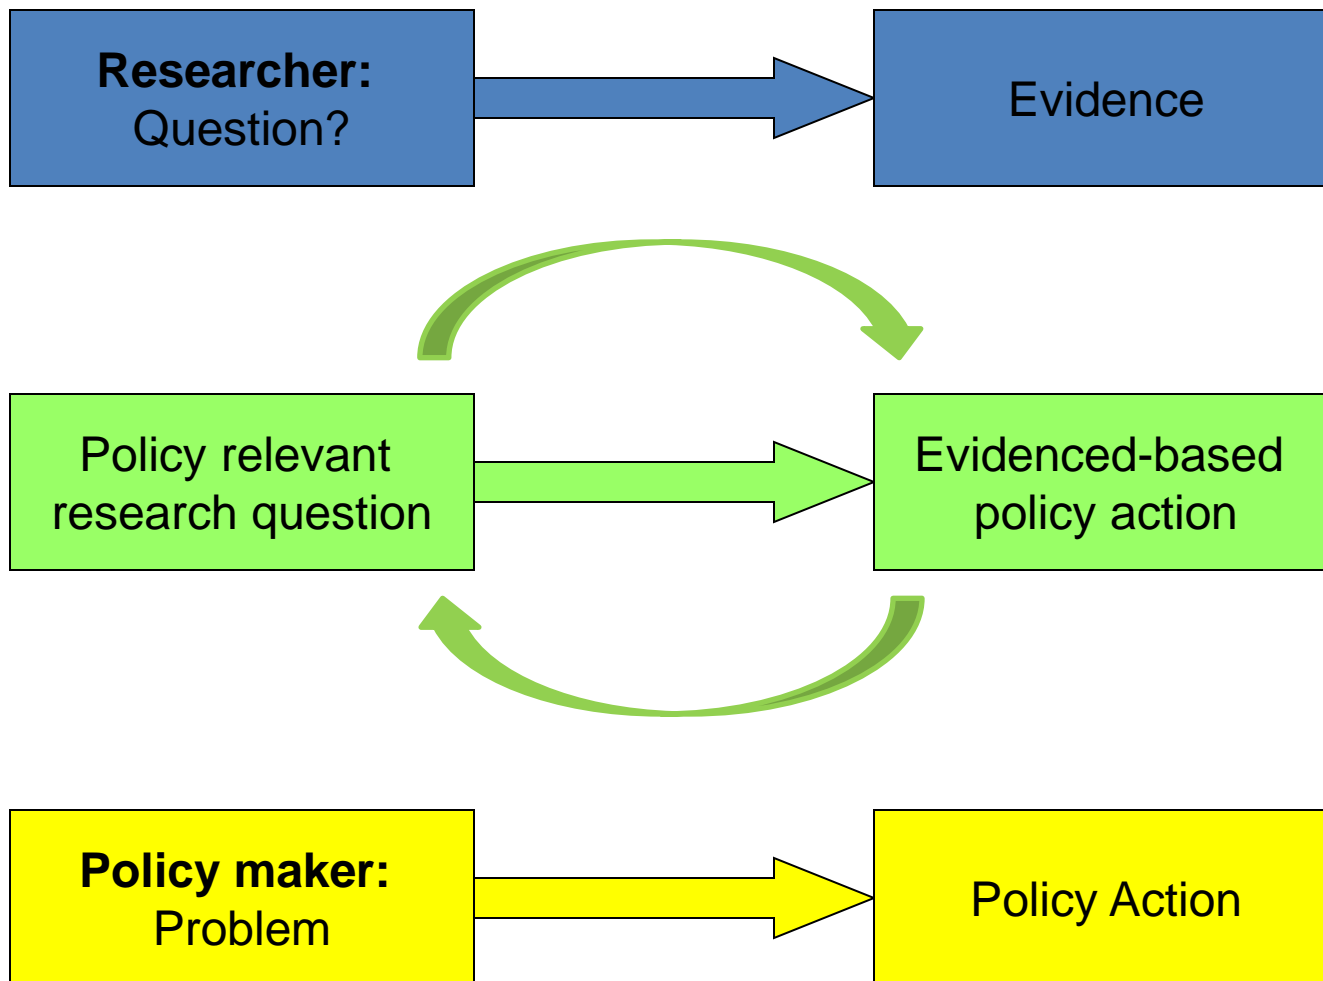 Researcher:
Question?
Evidence
Policy relevant
research question
Evidenced-based
policy action
Policy maker:
Problem
Policy Action